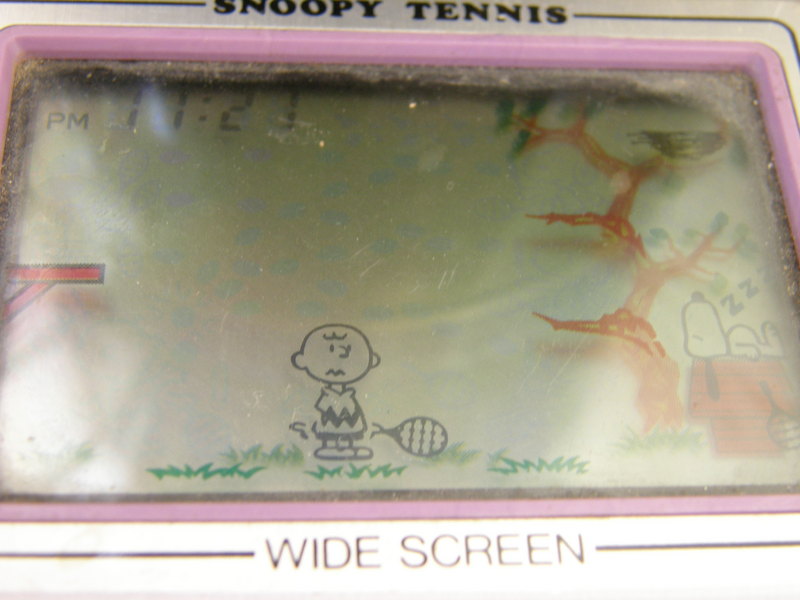 SNOOPY TENNIS
PM
Z Z Z
WIDE SCREEN